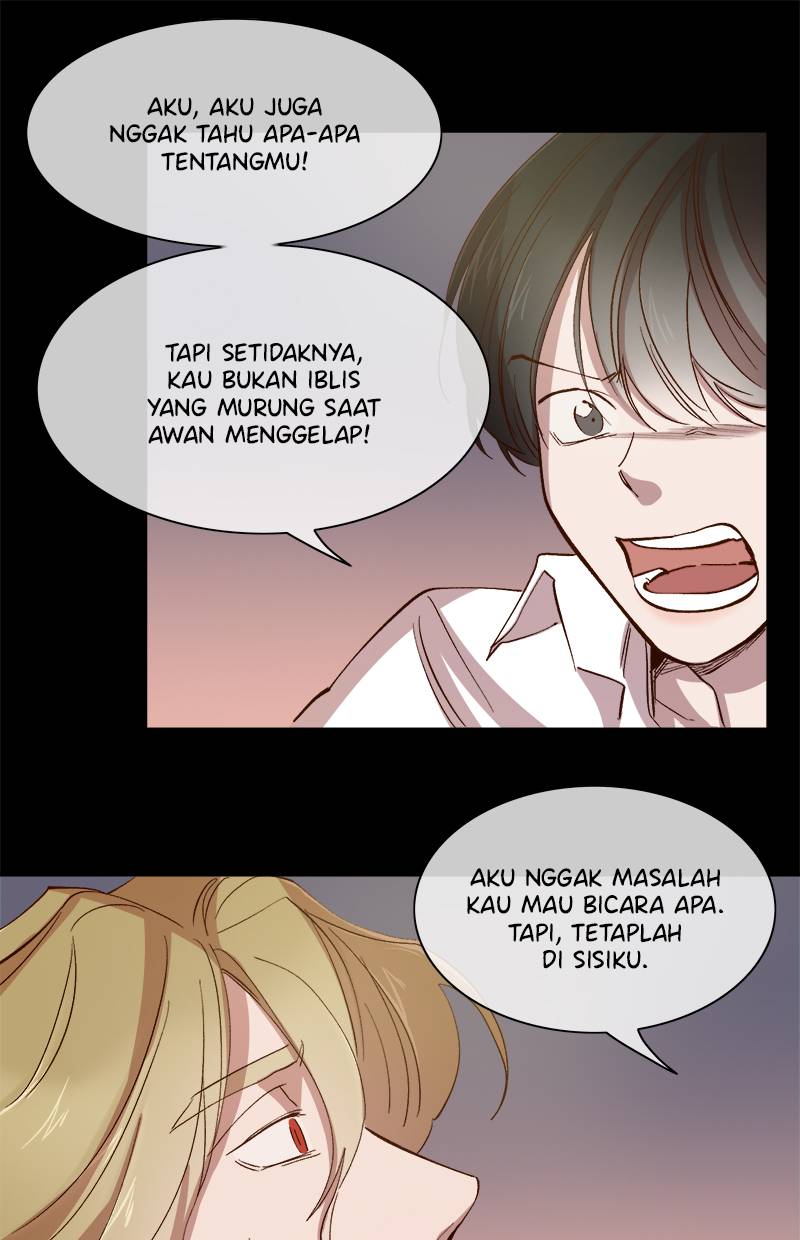 AKU, AKU JUGA
NGGAK TAHU APA-APA
TENTANGMU!
TAPI SETIDAKNYA,
KAU BUKAN IBLIS
YANG MURUNG SAAT
AWAN MENGGELAP!
AKU NGGAK MASALAH
KAU MAU BICARA APA.
TAPI, TETAPLAH
DI SISIKU.